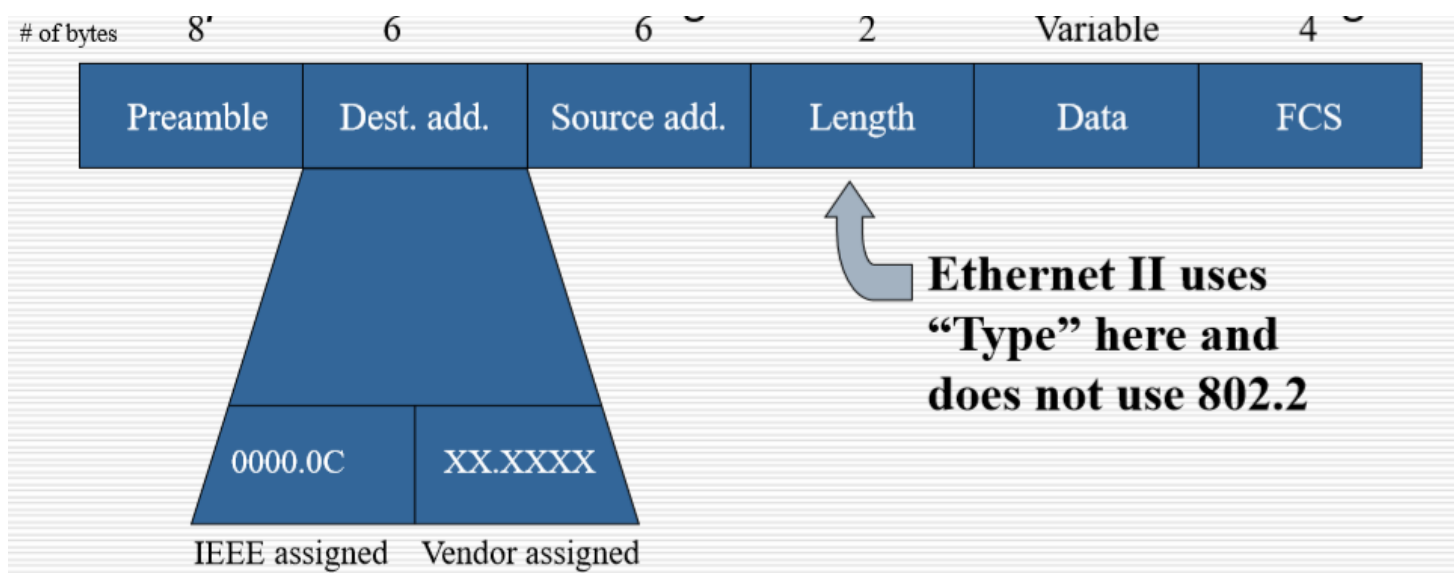 # of bytes 8 6 6 2 Variable 4
Preamble Dest. add. Source add. Length Data FCS
Ethernet II uses
“Type” here and
does not use 802.2
0000.0C XX.XXXX
IEEE assigned Vendor assigned